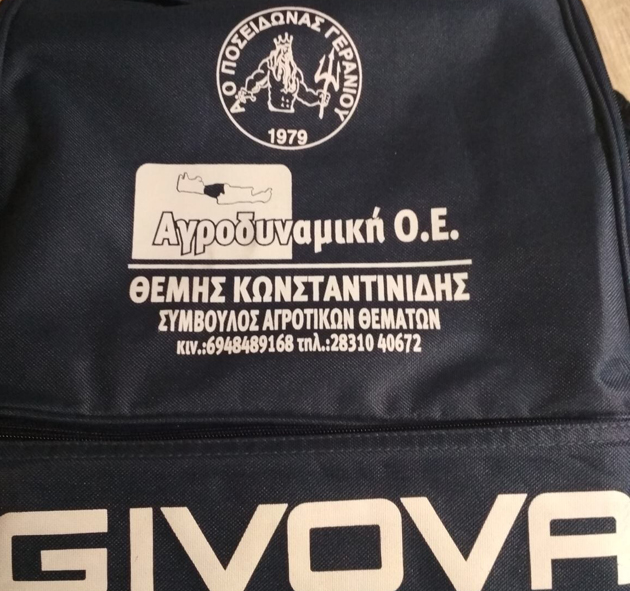 Α.Ο ΠΟΣΕΙΔΩΝΑΣ ΓΕΡΑΝΙΟΥ
1979
Αγροδυναμική Ο.Ε.
ΘΕΜΗΣ ΚΩΝΣΤΑΝΤΙΝΙΔΗΣ
ΣΥΜΒΟΥΛΟΣ ΑΓΡΟΤΙΚΩΝ ΘΕΜΑΤΩΝ
κιν.:6948489168 τηλ.:28310 40672
GIVOVA